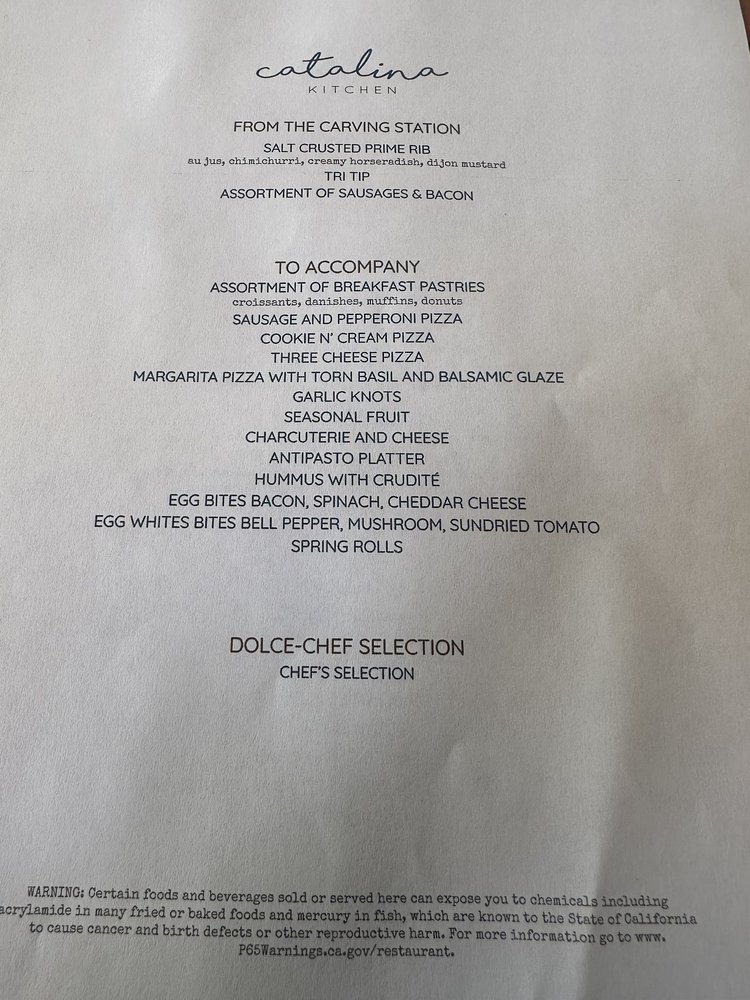 catalina
KITCHEN
FROM THE CARVING STATION
SALT CRUSTED PRIME RIB
au jus, chimichurri, creamy horseradish, dijon mustard
TRI TIP
ASSORTMENT OF SAUSAGES & BACON
TO ACCOMPANY
ASSORTMENT OF BREAKFAST PASTRIES
croissants, danishes, muffins, donuts
SAUSAGE AND PEPPERONI PIZZA
COOKIE N' CREAM PIZZA
THREE CHEESE PIZZA
MARGARITA PIZZA WITH TORN BASIL AND BALSAMIC GLAZE
GARLIC KNOTS
SEASONAL FRUIT
CHARCUTERIE AND CHEESE
ANTIPASTO PLATTER
HUMMUS WITH CRUDITÉ
EGG BITES BACON, SPINACH, CHEDDAR CHEESE
EGG WHITES BITES BELL PEPPER, MUSHROOM, SUNDRIED TOMATO
SPRING ROLLS
DOLCE-CHEF SELECTION
CHEF'S SELECTION
WARNING: Certain foods and beverages sold or served here can expose you to chemicals including
acrylamide in many fried or baked foods and mercury in fish, which are known to the State of California
to cause cancer and birth defects or other reproductive harm. For more information go to www.
P65Warnings.ca.gov/restaurant.